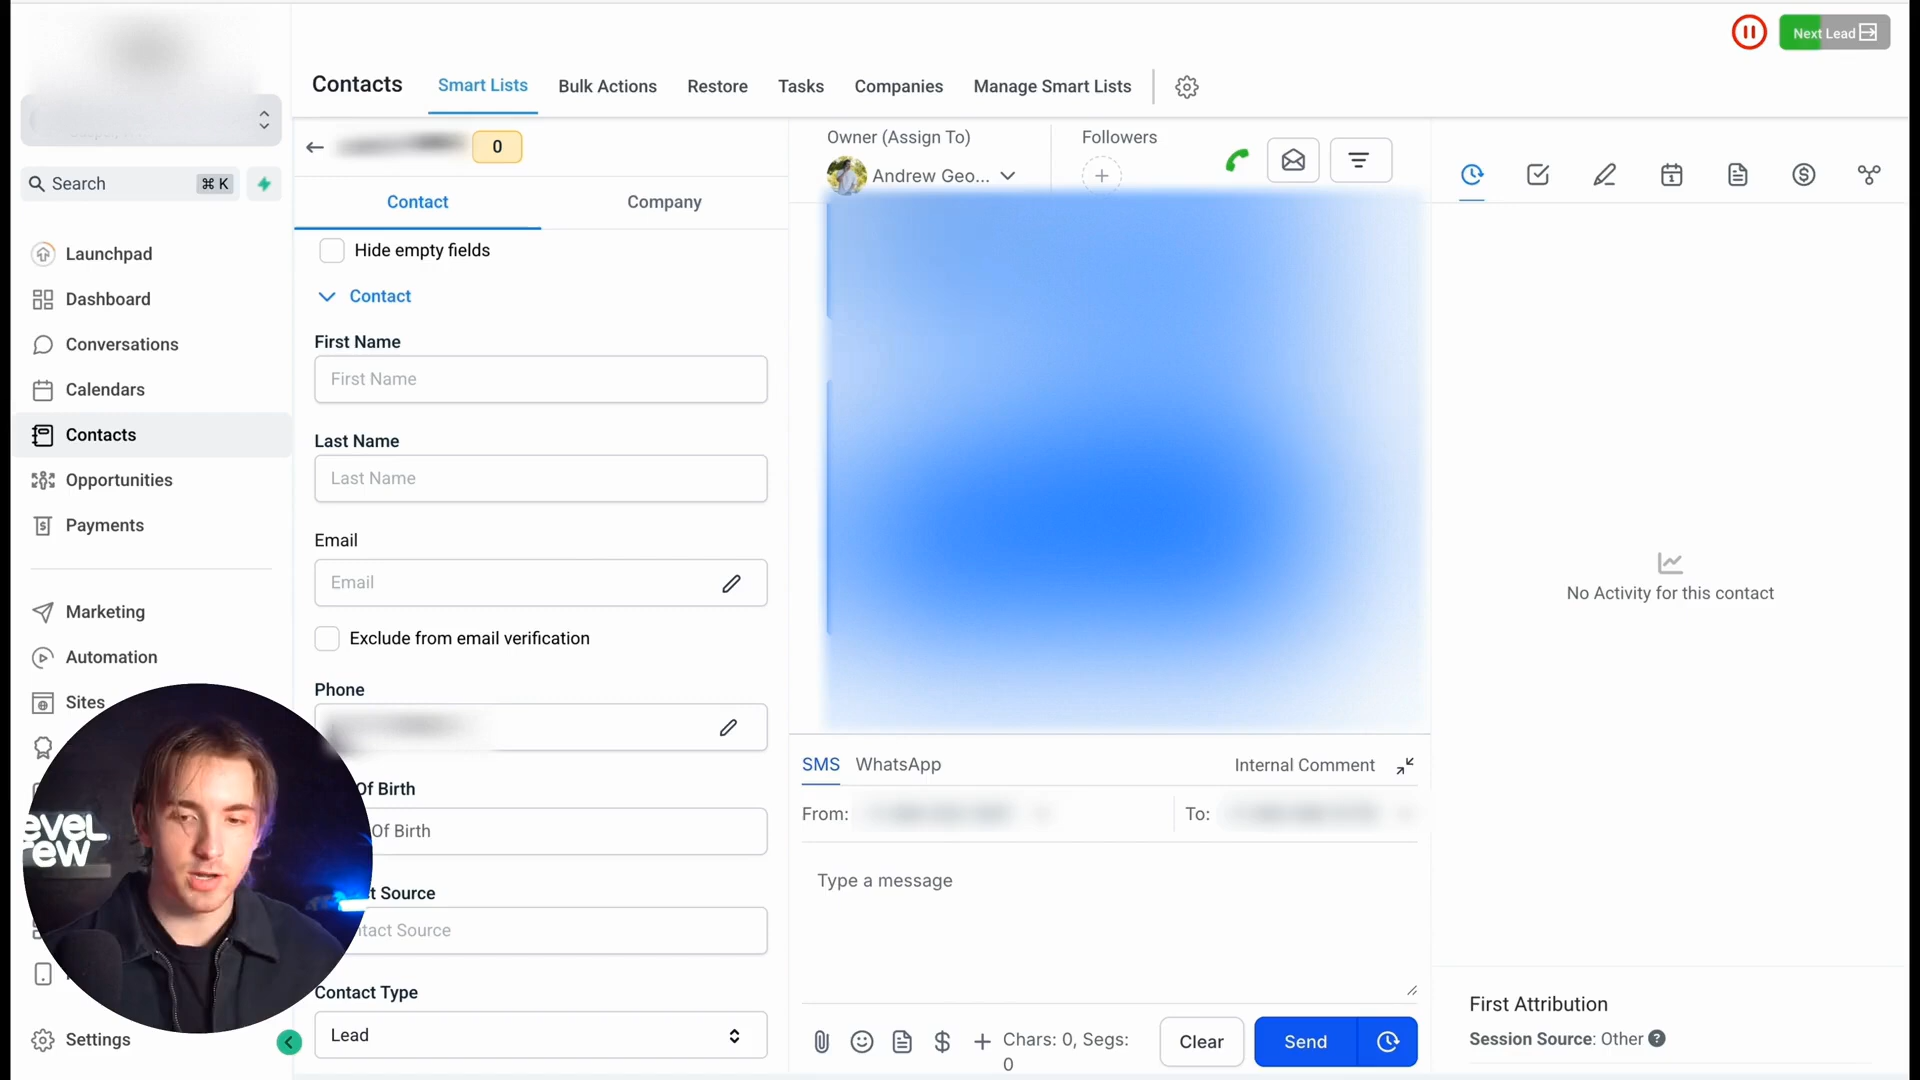 Next Lead
Contacts
Smart Lists
Bulk Actions
Restore
Tasks
Companies
Manage Smart Lists
Search
⌘ K
Launchpad
Dashboard
Conversations
Calendars
Contacts
Opportunities
Payments
Marketing
Automation
Sites
Settings
0
Contact
Company
Hide empty fields
Contact
First Name
First Name
Last Name
Last Name
Email
Email
Exclude from email verification
Phone
Of Birth
Of Birth
t Source
ntact Source
Contact Type
Lead
Owner (Assign To)
Andrew Geo...
Followers
SMS
WhatsApp
Internal Comment
From:
To:
Type a message
Chars: 0, Segs:
0
Clear
Send
1
No Activity for this contact
First Attribution
Session Source: Other
evel
rew